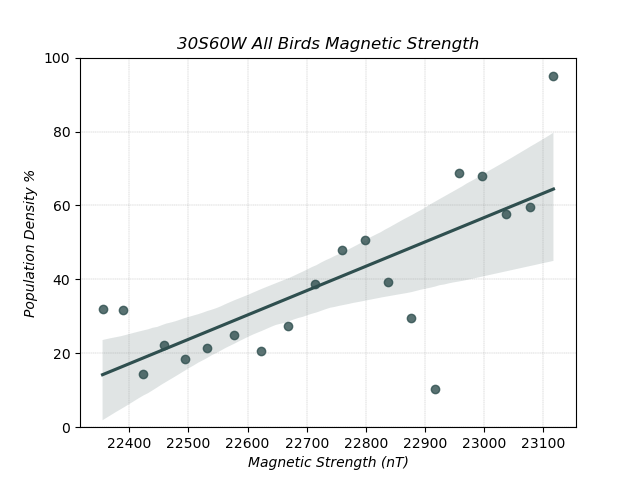 30S60W All Birds Magnetic Strength
100
80
60
40
20
0
Population Density %
22400 22500 22600 22700 22800 22900 23000 23100
Magnetic Strength (nT)